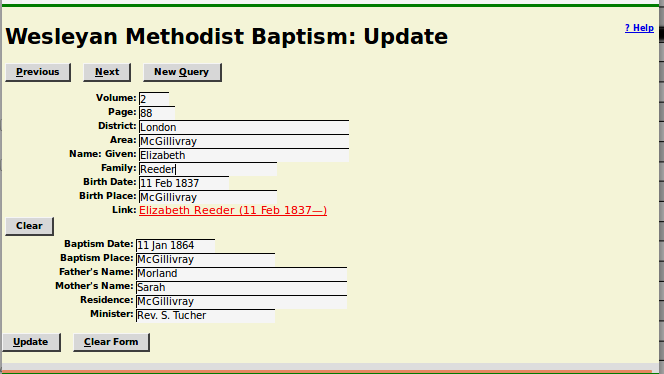 ? Help
Wesleyan Methodist Baptism: Update
Previous Next New Query
Volume: 2
Page: 88
District: London
Area: McGillivray
Name: Given: Elizabeth
Family: Reeder
Birth Date: 11 Feb 1837
Birth Place: McGillivray
Link: Elizabeth Reeder (11 Feb 1837—)
Clear
Baptism Date: 11 Jan 1864
Baptism Place: McGillivray
Father's Name: Morland
Mother's Name: Sarah
Residence: McGillivray
Minister: Rev. S. Tucher
Update Clear Form